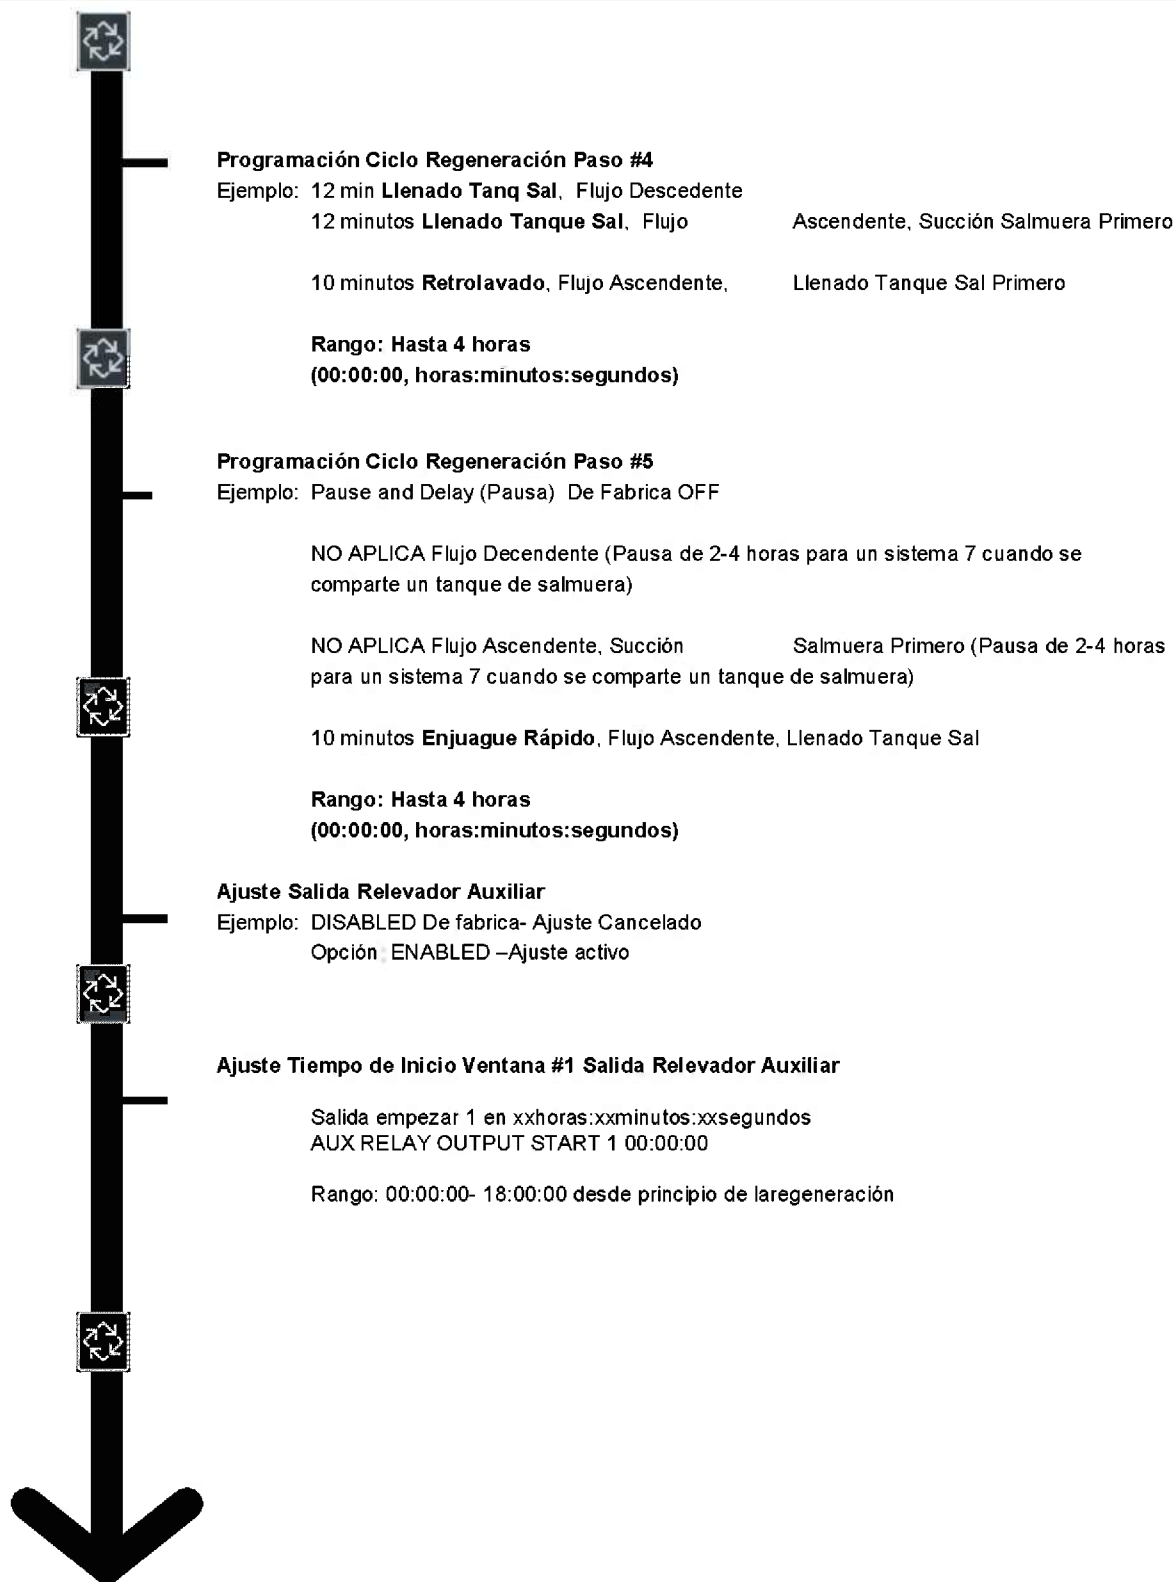 Programación Ciclo Regeneración Paso #4
Ejemplo: 12 min Llenado Tanq Sal, Flujo Descedente
12 minutos Llenado Tanque Sal, Flujo Ascendente, Succión Salmuera Primero
10 minutos Retrolavado, Flujo Ascendente, Llenado Tanque Sal Primero
Rango: Hasta 4 horas
(00:00:00, horas:minutos:segundos)
Programación Ciclo Regeneración Paso #5
Ejemplo: Pause and Delay (Pausa) De Fabrica OFF
NO APLICA Flujo Decendente (Pausa de 2-4 horas para un sistema 7 cuando se
comparte un tanque de salmuera)
NO APLICA Flujo Ascendente, Succión Salmuera Primero (Pausa de 2-4 horas
para un sistema 7 cuando se comparte un tanque de salmuera)
10 minutos Enjuague Rápido, Flujo Ascendente, Llenado Tanque Sal
Rango: Hasta 4 horas
(00:00:00, horas:minutos:segundos)
Ajuste Salida Relevador Auxiliar
Ejemplo: DISABLED De fabrica- Ajuste Cancelado
Opción : ENABLED –Ajuste activo
Ajuste Tiempo de Inicio Ventana #1 Salida Relevador Auxiliar
Salida empezar 1 en xxhoras:xxminutos:xxsegundos
AUX RELAY OUTPUT START 1 00:00:00
Rango: 00:00:00- 18:00:00 desde principio de laregeneración